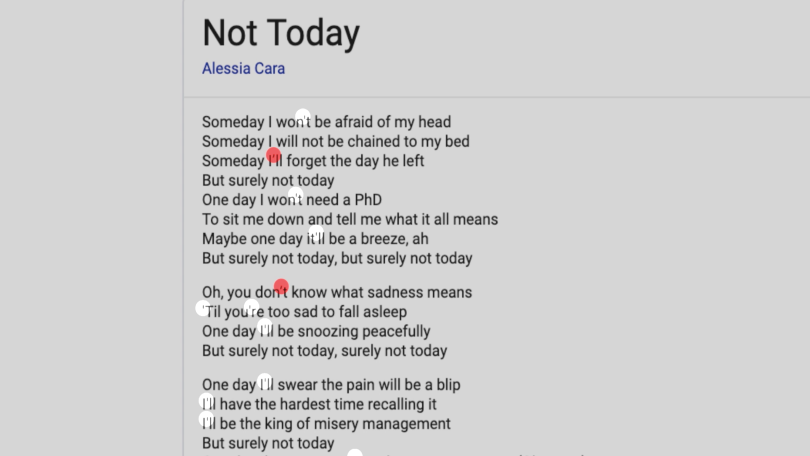 Not Today
Alessia Cara
Someday I won't be afraid of my head
Someday I will not be chained to my bed
Someday I'll forget the day he left
But surely not today
One day I won't need a PhD
To sit me down and tell me what it all means
Maybe one day it'll be a breeze, ah
But surely not today, but surely not today
Oh, you don't know what sadness means
'Til you're too sad to fall asleep
One day I'll be snoozing peacefully
But surely not today, surely not today
One day I'll swear the pain will be a blip
I'll have the hardest time recalling it
I'll be the king of misery management
But surely not today